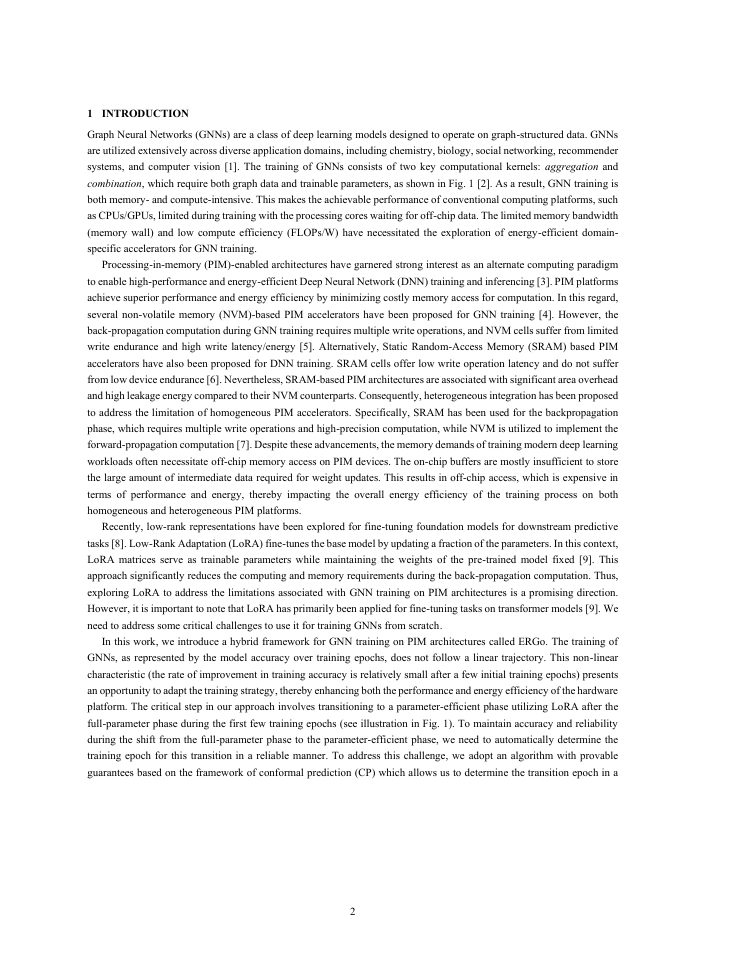 1 INTRODUCTION
Graph Neural Networks (GNNs) are a class of deep learning models designed to operate on graph-structured data. GNNs
are utilized extensively across diverse application domains, including chemistry, biology, social networking, recommender
systems, and computer vision [1]. The training of GNNs consists of two key computational kernels: aggregation and
combination, which require both graph data and trainable parameters, as shown in Fig. 1 [2]. As a result, GNN training is
both memory- and compute-intensive. This makes the achievable performance of conventional computing platforms, such
as CPUs/GPUs, limited during training with the processing cores waiting for off-chip data. The limited memory bandwidth
(memory wall) and low compute efficiency (FLOPs/W) have necessitated the exploration of energy-efficient domain-
specific accelerators for GNN training.
Processing-in-memory (PIM)-enabled architectures have garnered strong interest as an alternate computing paradigm
to enable high-performance and energy-efficient Deep Neural Network (DNN) training and inferencing [3]. PIM platforms
achieve superior performance and energy efficiency by minimizing costly memory access for computation. In this regard,
several non-volatile memory (NVM)-based PIM accelerators have been proposed for GNN training [4]. However, the
back-propagation computation during GNN training requires multiple write operations, and NVM cells suffer from limited
write endurance and high write latency/energy [5]. Alternatively, Static Random-Access Memory (SRAM) based PIM
accelerators have also been proposed for DNN training. SRAM cells offer low write operation latency and do not suffer
from low device endurance [6]. Nevertheless, SRAM-based PIM architectures are associated with significant area overhead
and high leakage energy compared to their NVM counterparts. Consequently, heterogeneous integration has been proposed
to address the limitation of homogeneous PIM accelerators. Specifically, SRAM has been used for the backpropagation
phase, which requires multiple write operations and high-precision computation, while NVM is utilized to implement the
forward-propagation computation [7]. Despite these advancements, the memory demands of training modern deep learning
workloads often necessitate off-chip memory access on PIM devices. The on-chip buffers are mostly insufficient to store
the large amount of intermediate data required for weight updates. This results in off-chip access, which is expensive in
terms of performance and energy, thereby impacting the overall energy efficiency of the training process on both
homogeneous and heterogeneous PIM platforms.
Recently, low-rank representations have been explored for fine-tuning foundation models for downstream predictive
tasks [8]. Low-Rank Adaptation (LoRA) fine-tunes the base model by updating a fraction of the parameters. In this context,
LoRA matrices serve as trainable parameters while maintaining the weights of the pre-trained model fixed [9]. This
approach significantly reduces the computing and memory requirements during the back-propagation computation. Thus,
exploring LoRA to address the limitations associated with GNN training on PIM architectures is a promising direction.
However, it is important to note that LoRA has primarily been applied for fine-tuning tasks on transformer models [9]. We
need to address some critical challenges to use it for training GNNs from scratch.
In this work, we introduce a hybrid framework for GNN training on PIM architectures called ERGo. The training of
GNNs, as represented by the model accuracy over training epochs, does not follow a linear trajectory. This non-linear
characteristic (the rate of improvement in training accuracy is relatively small after a few initial training epochs) presents
an opportunity to adapt the training strategy, thereby enhancing both the performance and energy efficiency of the hardware
platform. The critical step in our approach involves transitioning to a parameter-efficient phase utilizing LoRA after the
full-parameter phase during the first few training epochs (see illustration in Fig. 1). To maintain accuracy and reliability
during the shift from the full-parameter phase to the parameter-efficient phase, we need to automatically determine the
training epoch for this transition in a reliable manner. To address this challenge, we adopt an algorithm with provable
guarantees based on the framework of conformal prediction (CP) which allows us to determine the transition epoch in a
2